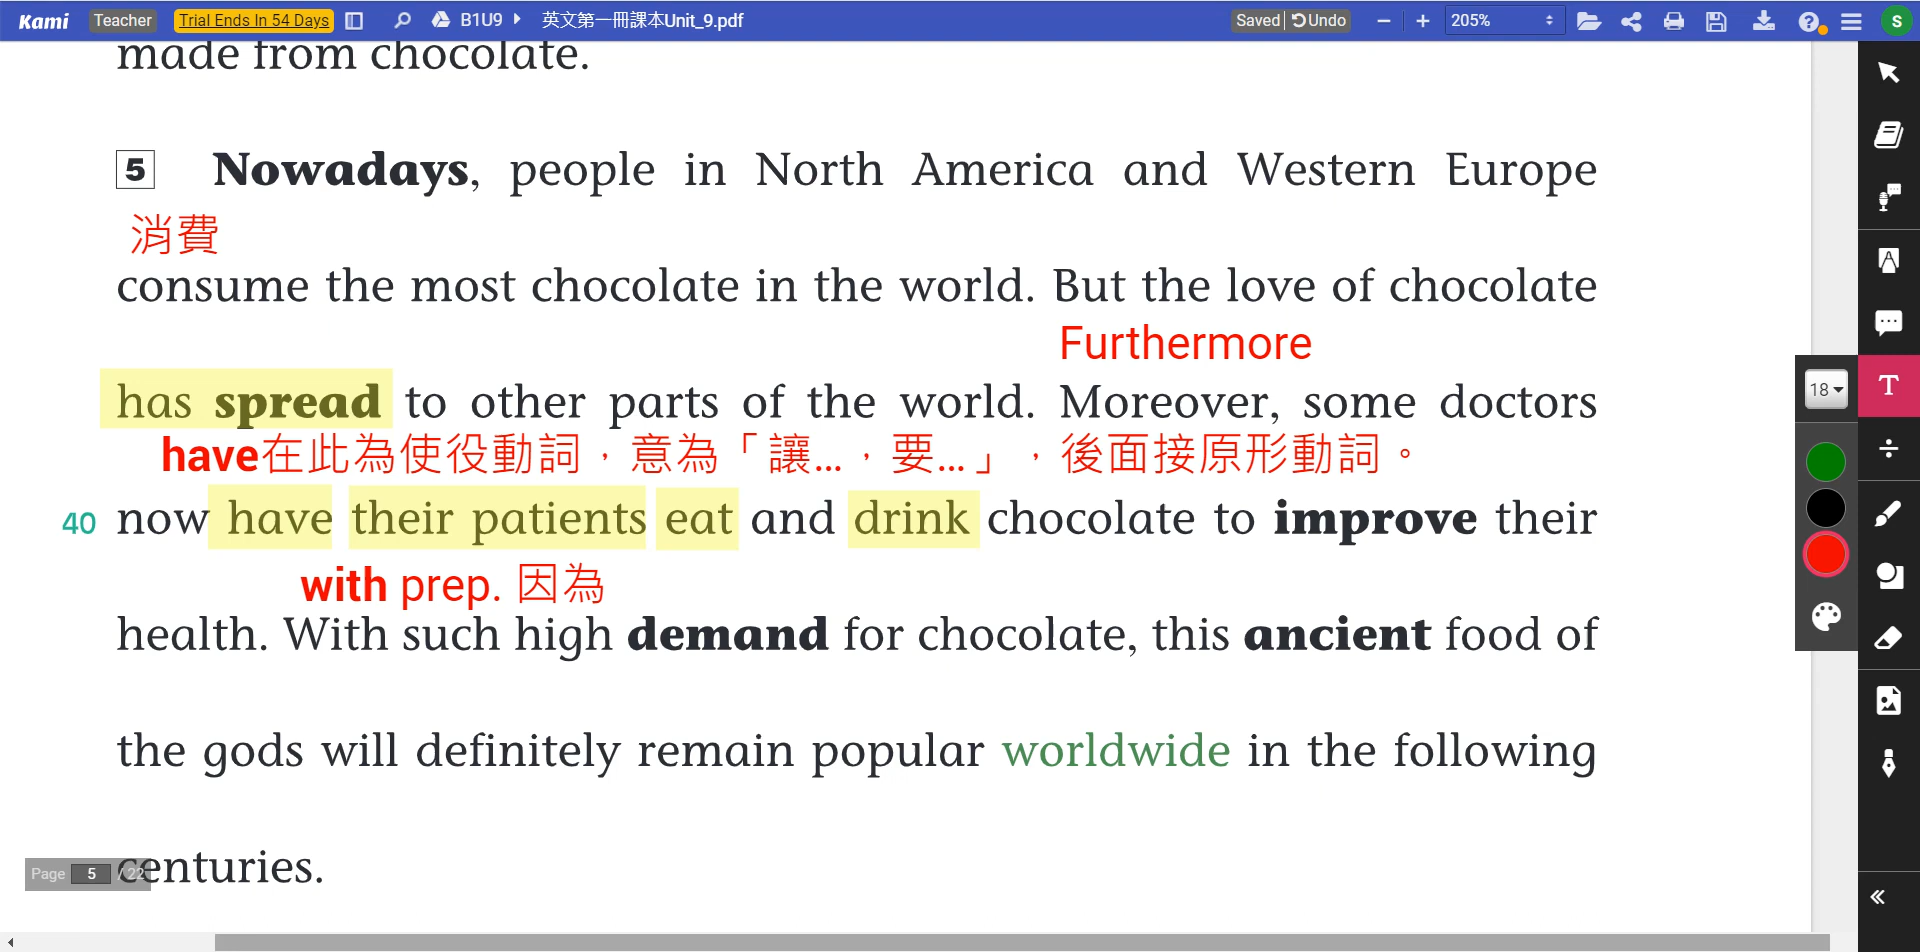 Kami Teacher Trial Ends In 54 Days B1U9 英文第一冊課本Unit_9.pdf Saved Undo 205% S
made from chocolate.
5 Nowadays, people in North America and Western Europe
消費
consume the most chocolate in the world. But the love of chocolate
Furthermore
has spread to other parts of the world. Moreover, some doctors
18
have在此為使役動詞，意為「讓...，要...」，後面接原形動詞。
40 now have their patients eat and drink chocolate to improve their
with prep. 因為
health. With such high demand for chocolate, this ancient food of
the gods will definitely remain popular worldwide in the following
centuries.
Page 5 / 22